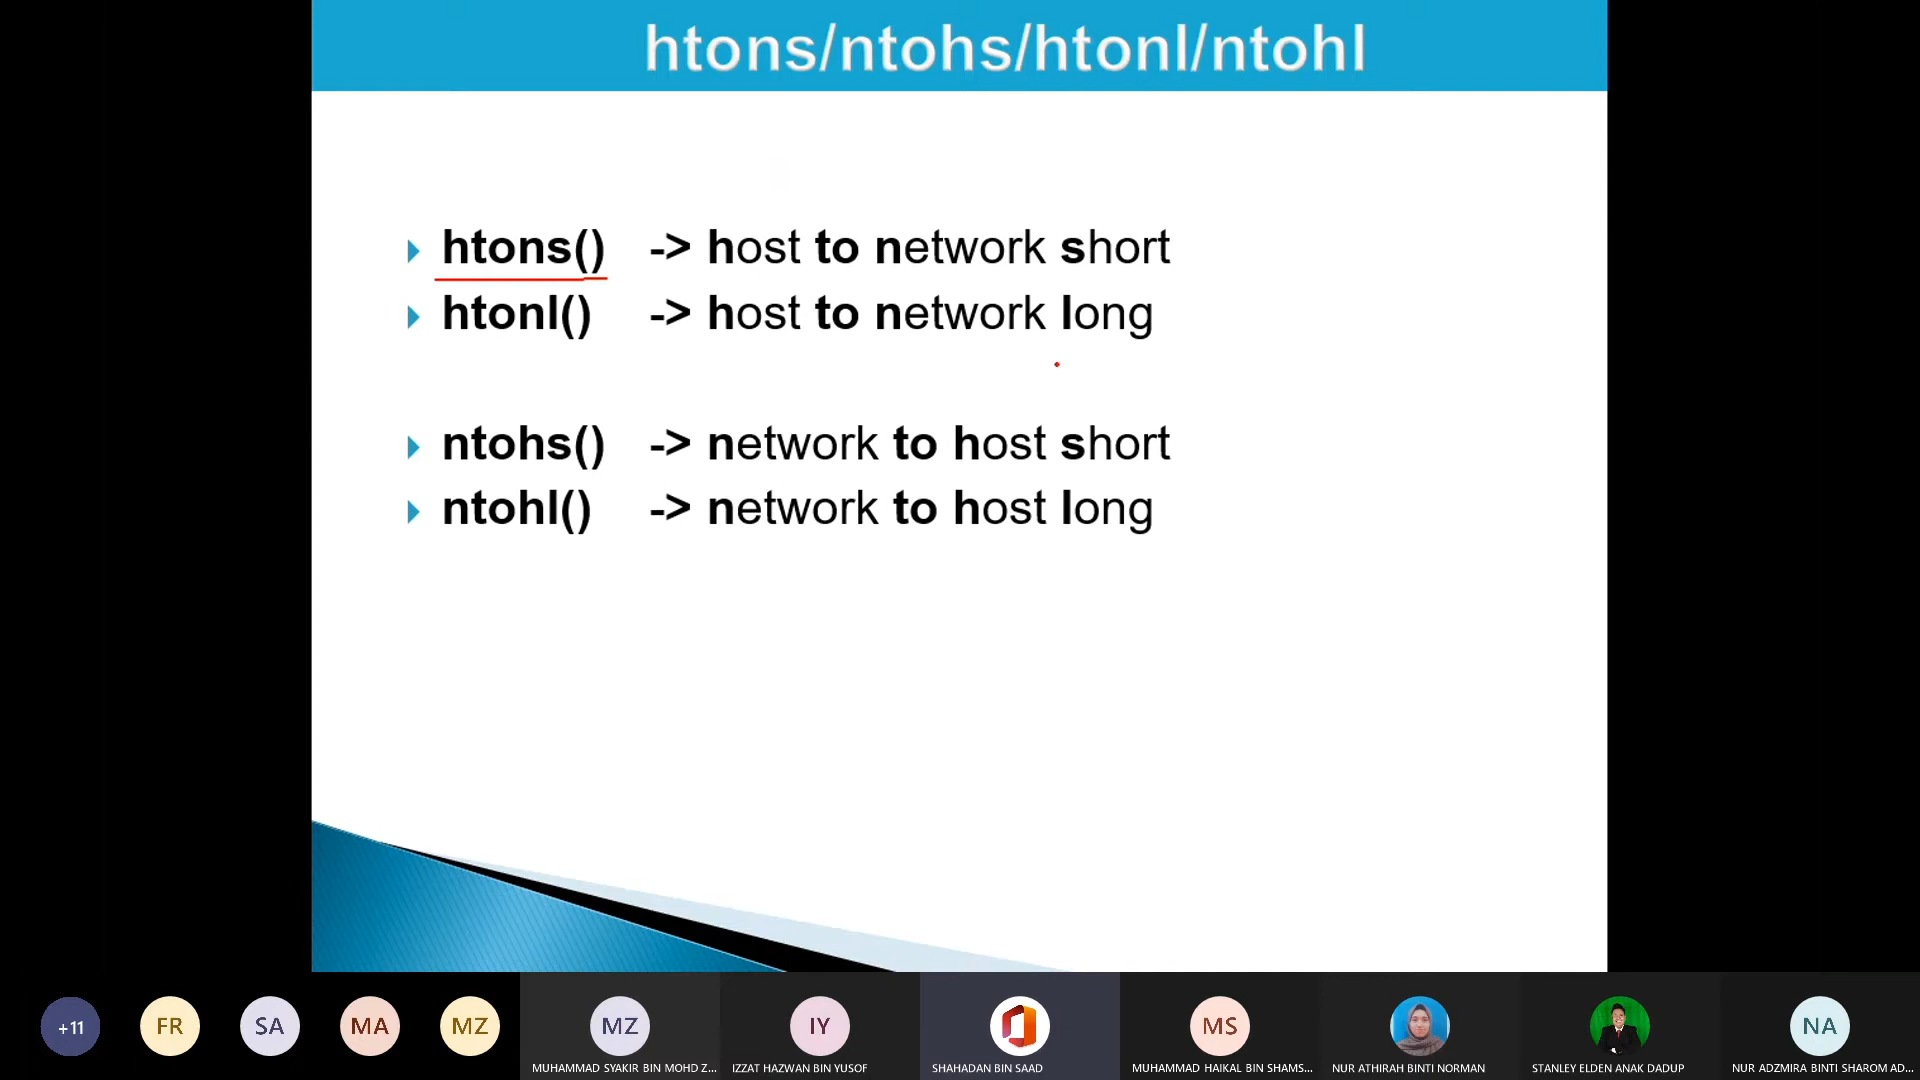 htons/ntohs/htonl/ntohl
htons() -> host to network short
htonl() -> host to network long
ntohs() -> network to host short
ntohl() -> network to host long
+11 FR SA MA MZ MZ IY MS NA
MUHAMMAD SYAKIR BIN MOHD Z... IZZAT HAZWAN BIN YUSOF SHAHADAN BIN SAAD MUHAMMAD HAIKAL BIN SHAMS... NUR ATHIRAH BINTI NORMAN STANLEY ELDEN ANAK DADUP NUR ADZMIRA BINTI SHAROM AD...